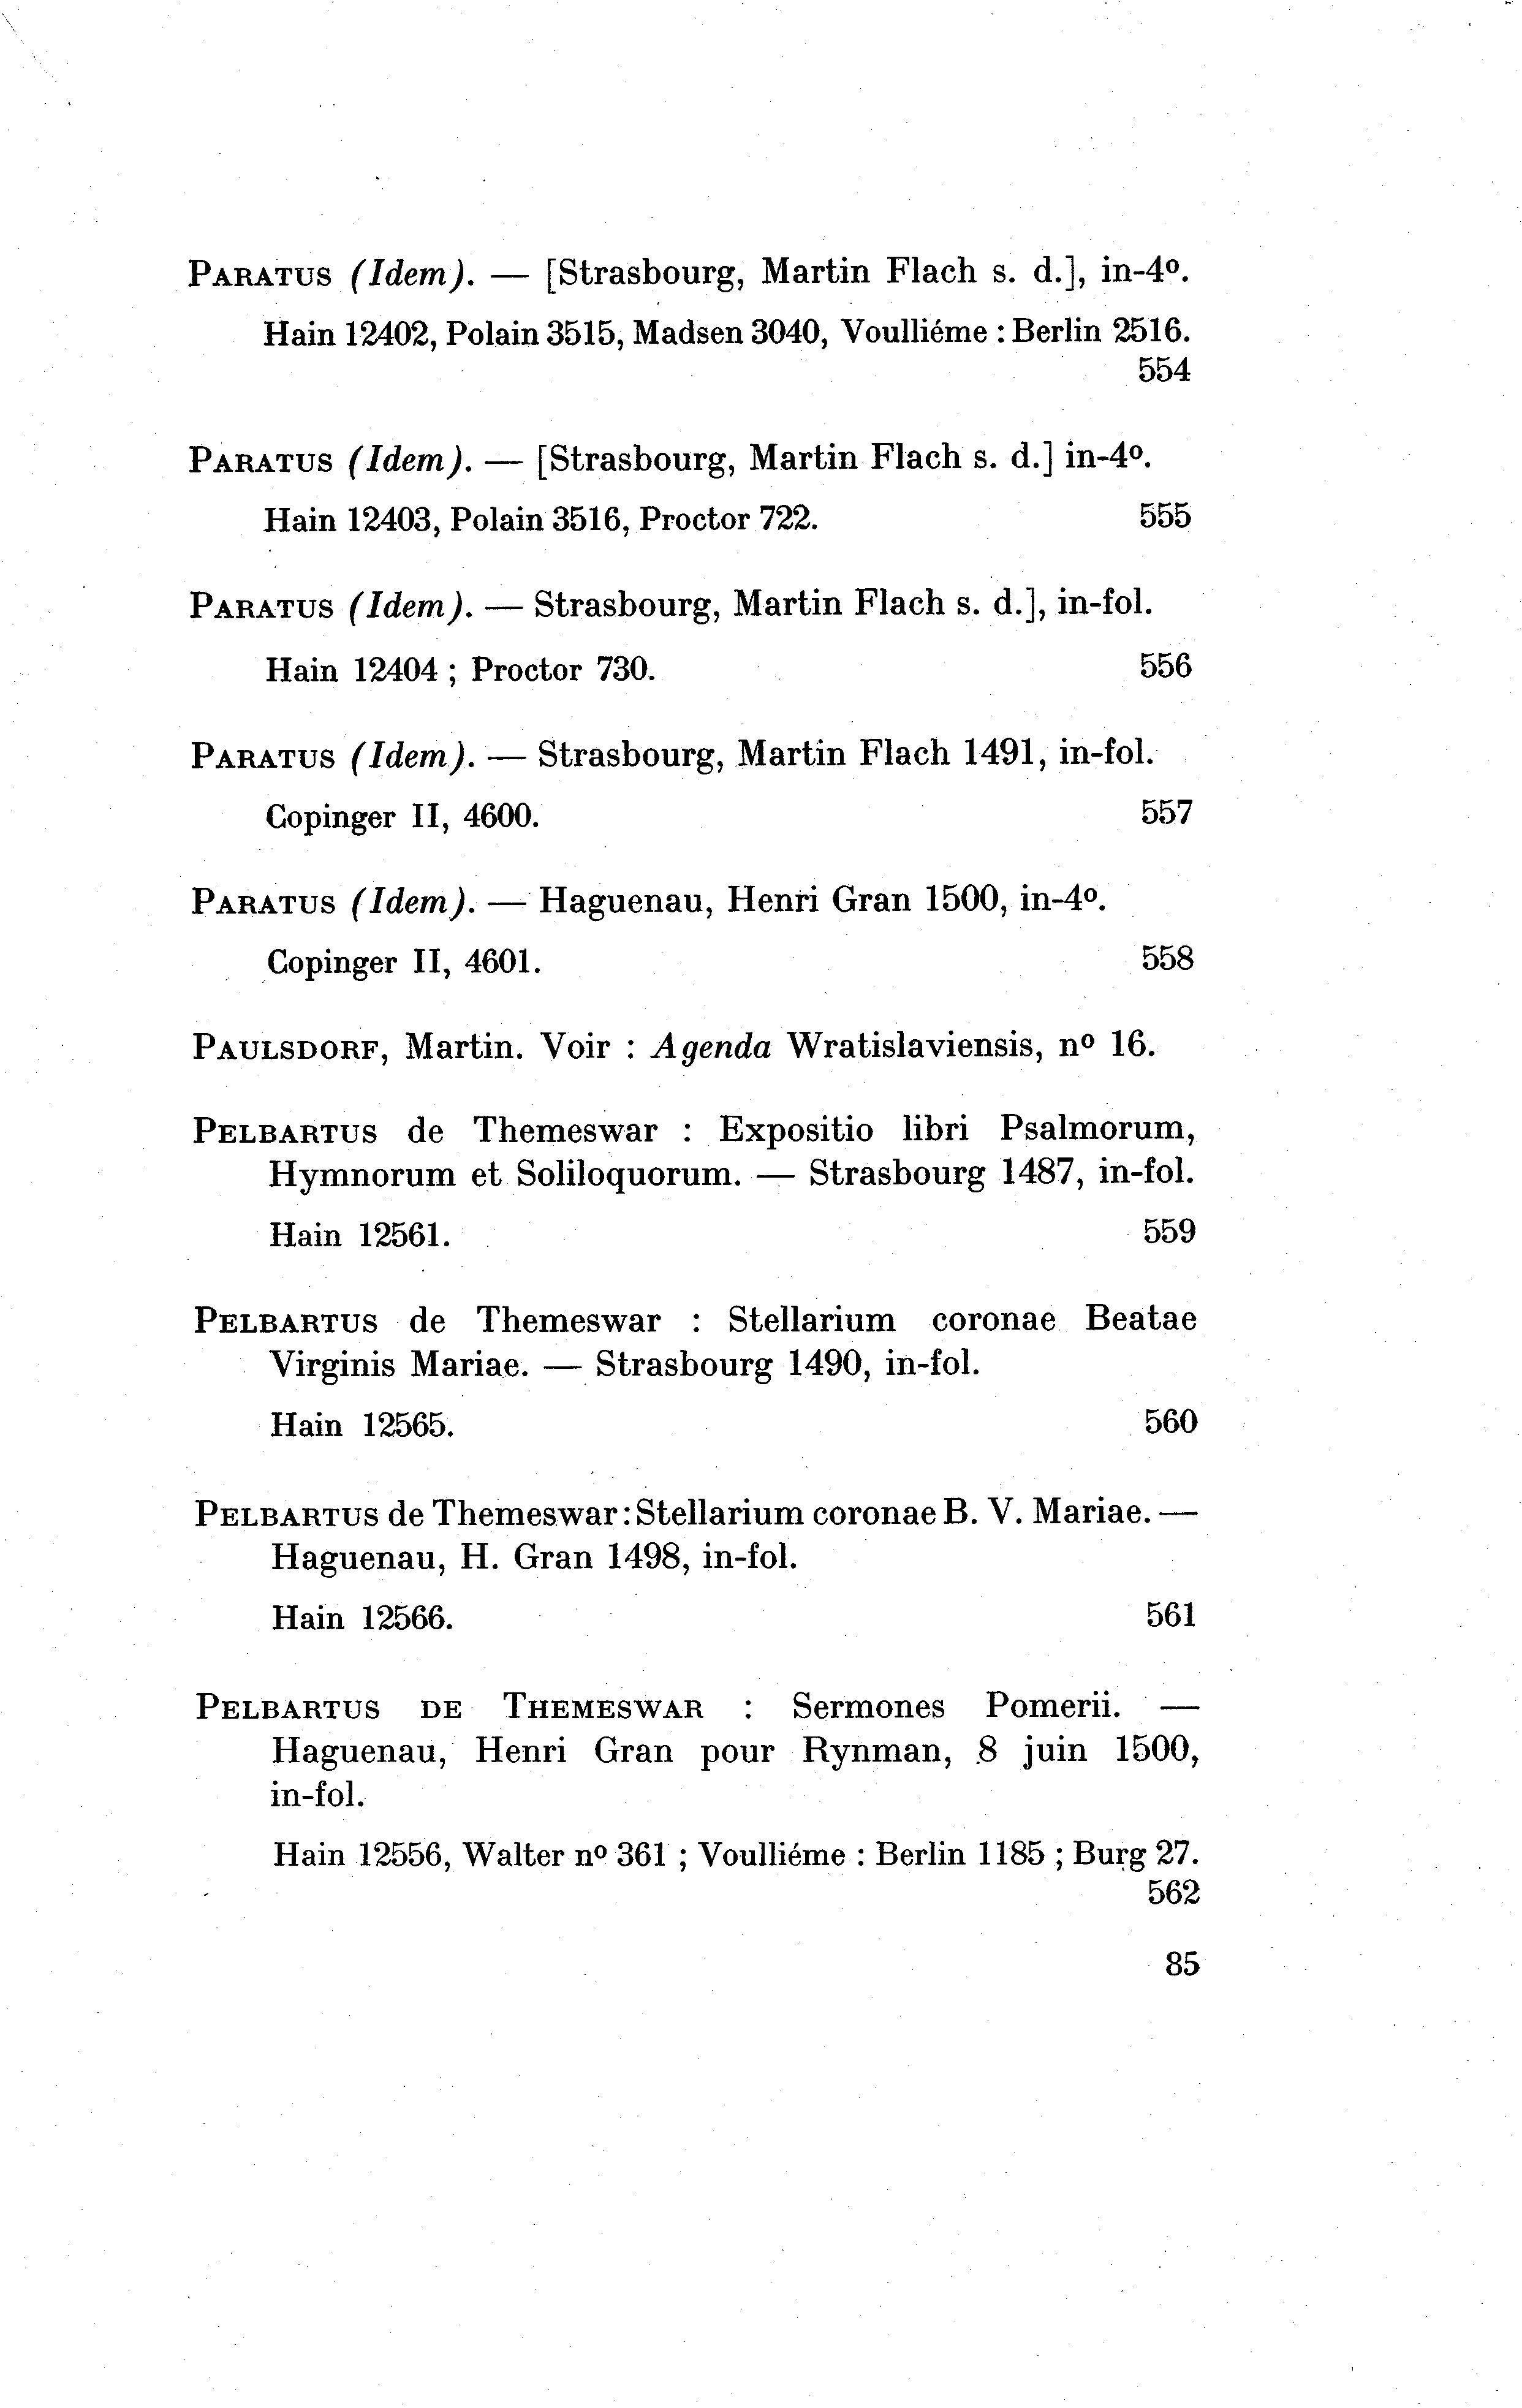 PARATUS (Idem). — [Strasbourg, Martin Flach s. d.], in-4º.
Hain 12402, Polain 3515, Madsen 3040, Voulliéme : Berlin 2516.
554
PARATUS (Idem). — [Strasbourg, Martin Flach s. d.] in-4º.
Hain 12403, Polain 3516, Proctor 722. 555
PARATUS (Idem). — Strasbourg, Martin Flach s. d.], in-fol.
Hain 12404 ; Proctor 730. 556
PARATUS (Idem). — Strasbourg, Martin Flach 1491, in-fol.
Copinger II, 4600. 557
PARATUS (Idem). — Haguenau, Henri Gran 1500, in-4º.
Copinger II, 4601. 558
PAULSDORF, Martin. Voir : Agenda Wratislaviensis, nº 16.
PELBARTUS de Themeswar : Expositio libri Psalmorum,
Hymnorum et Soliloquorum. — Strasbourg 1487, in-fol.
Hain 12561. 559
PELBARTUS de Themeswar : Stellarium coronae Beatae
Virginis Mariae. — Strasbourg 1490, in-fol.
Hain 12565. 560
PELBARTUS de Themeswar : Stellarium coronae B. V. Mariae. —
Haguenau, H. Gran 1498, in-fol.
Hain 12566. 561
PELBARTUS DE THEMESWAR : Sermones Pomerii. —
Haguenau, Henri Gran pour Rynman, 8 juin 1500,
in-fol.
Hain 12556, Walter nº 361 ; Voulliéme : Berlin 1185 ; Burg 27.
562
85